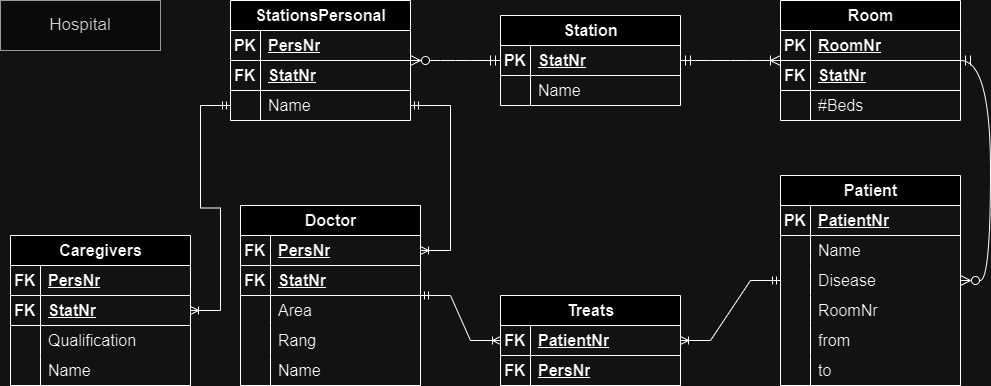 Hospital
StationsPersonal
PK PersNr
FK StatNr
Name
Station
PK StatNr
Name
Room
PK RoomNr
FK StatNr
#Beds
Caregivers
FK PersNr
FK StatNr
Qualification
Name
Doctor
FK PersNr
FK StatNr
Area
Rang
Name
Treats
FK PatientNr
FK PersNr
Patient
PK PatientNr
Name
Disease
RoomNr
from
to